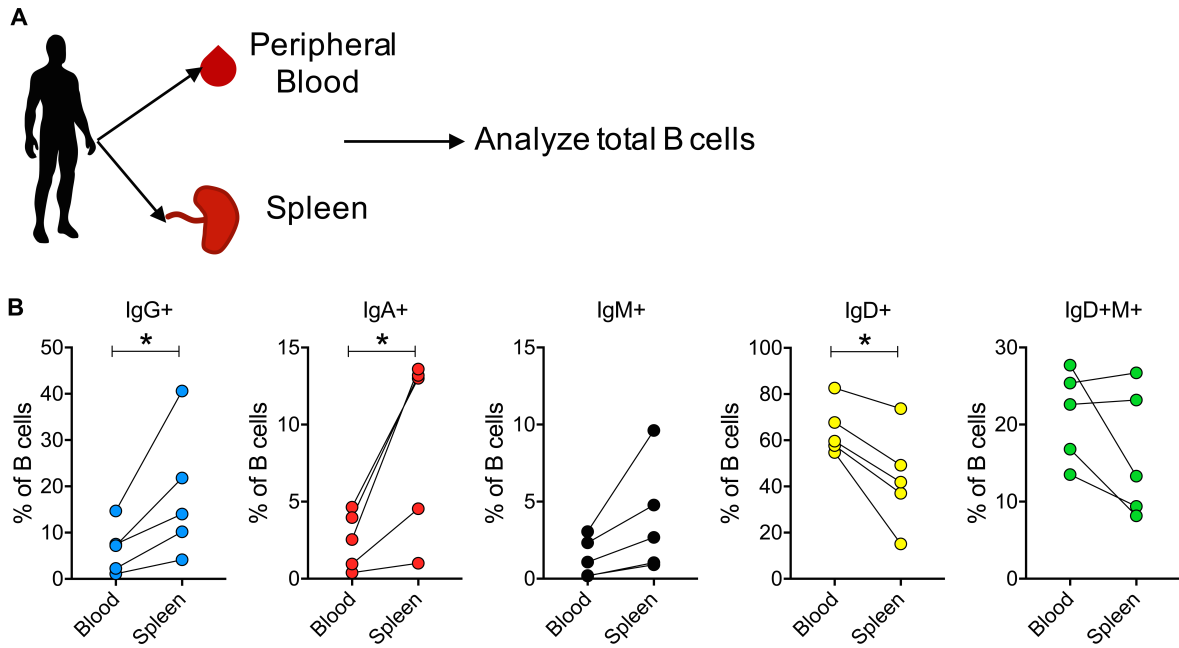 A
Peripheral
Blood
Analyze total B cells
Spleen
B
IgG+
*
50
40
30
20
10
0
% of B cells
Blood
Spleen
IgA+
*
15
10
5
0
% of B cells
Blood
Spleen
IgM+
15
10
5
0
% of B cells
Blood
Spleen
IgD+
*
100
80
60
40
20
0
% of B cells
Blood
Spleen
IgD+M+
30
20
10
0
% of B cells
Blood
Spleen